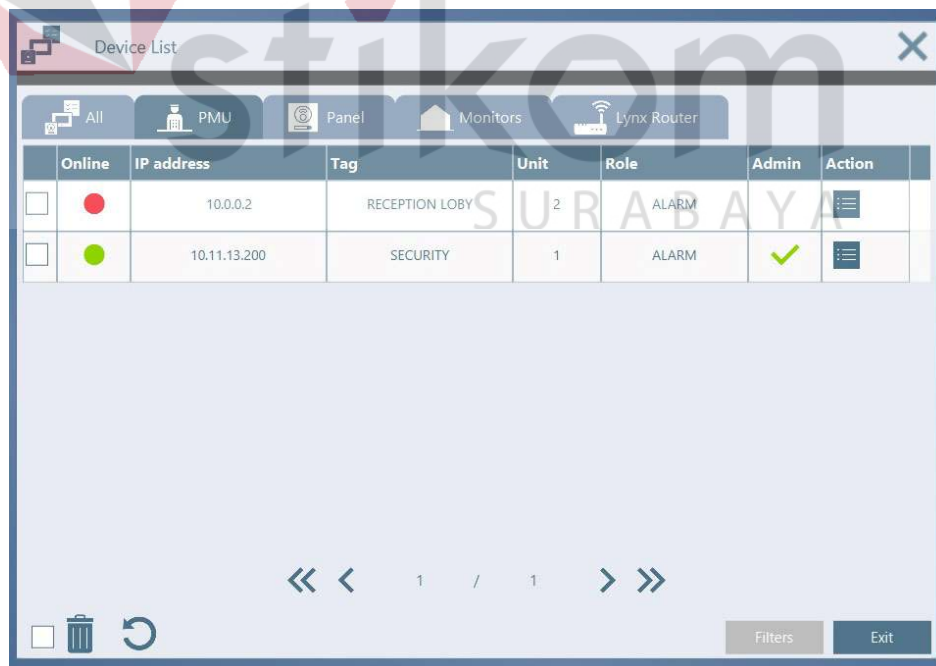 Device List
All PMU Panel Monitors Lynx Router
Online IP address Tag Unit Role Admin Action
10.0.0.2 RECEPTION LOBY 2 ALARM
10.11.13.200 SECURITY 1 ALARM
1 / 1
Filters Exit
stikom
SURABAYA